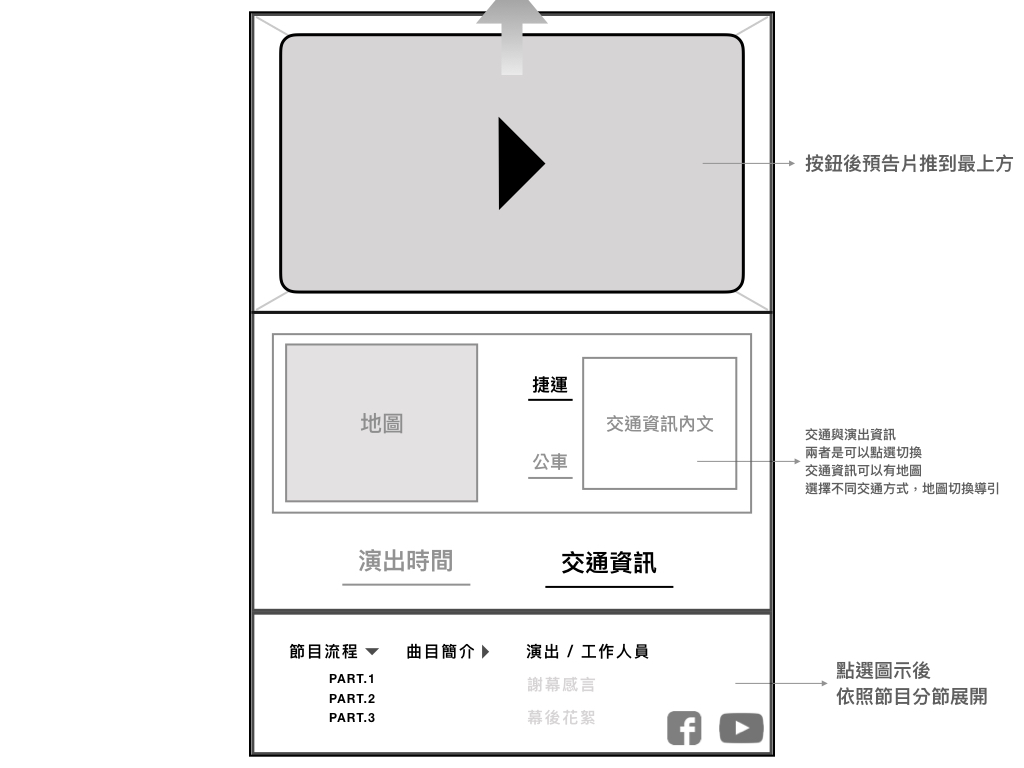 按鈕後預告片推到最上方
地圖
捷運
公車
交通資訊內文
交通與演出資訊
兩者是可以點選切換
交通資訊可以有地圖
選擇不同交通方式，地圖切換導引
演出時間
交通資訊
節目流程
PART.1
PART.2
PART.3
曲目簡介
演出 / 工作人員
謝幕感言
幕後花絮
點選圖示後
依照節目分節展開